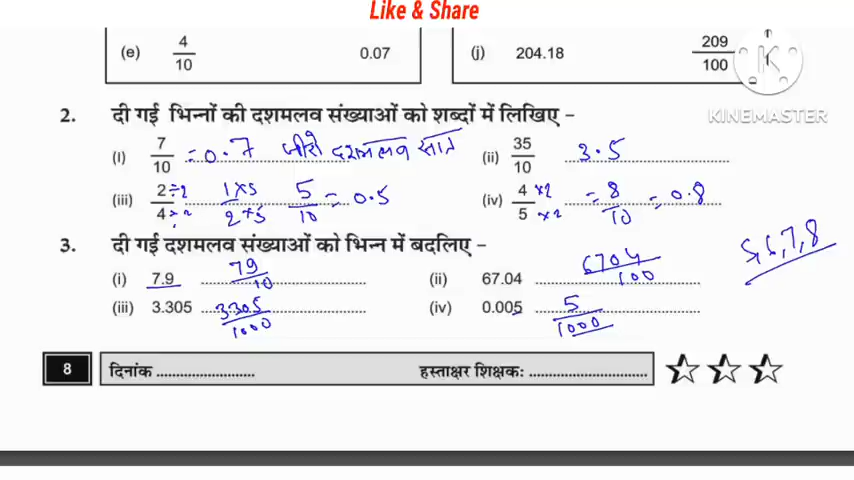 Like & Share
(e) 4/10 0.07 (j) 204.18 209/100
KINEMASTER
2. दी गई भिन्नों की दशमलव संख्याओं को शब्दों में लिखिए –
(i) 7/10 = 0.7 जीरो दशमलव सात (ii) 35/10 3.5
(iii) 2÷2/4÷2 1×5/2×5 5/10 = 0.5 (iv) 4×2/5×2 = 8/10 = 0.8
5,6,7,8
3. दी गई दशमलव संख्याओं को भिन्न में बदलिए –
(i) 7.9 79/10 (ii) 67.04 6704/100
(iii) 3.305 3305/1000 (iv) 0.005 5/1000
8 दिनांक ........................ हस्ताक्षर शिक्षक: .............................